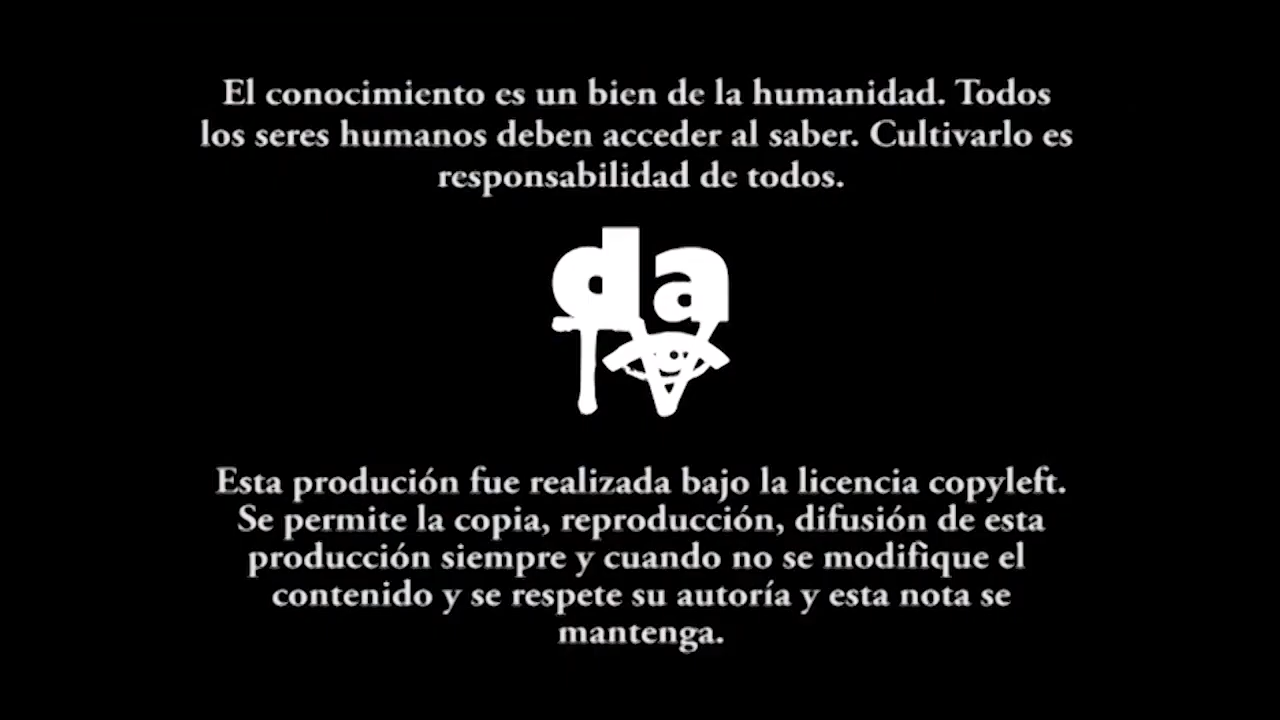 El conocimiento es un bien de la humanidad. Todos
los seres humanos deben acceder al saber. Cultivarlo es
responsabilidad de todos.
da
TV
Esta produción fue realizada bajo la licencia copyleft.
Se permite la copia, reproducción, difusión de esta
producción siempre y cuando no se modifique el
contenido y se respete su autoría y esta nota se
mantenga.